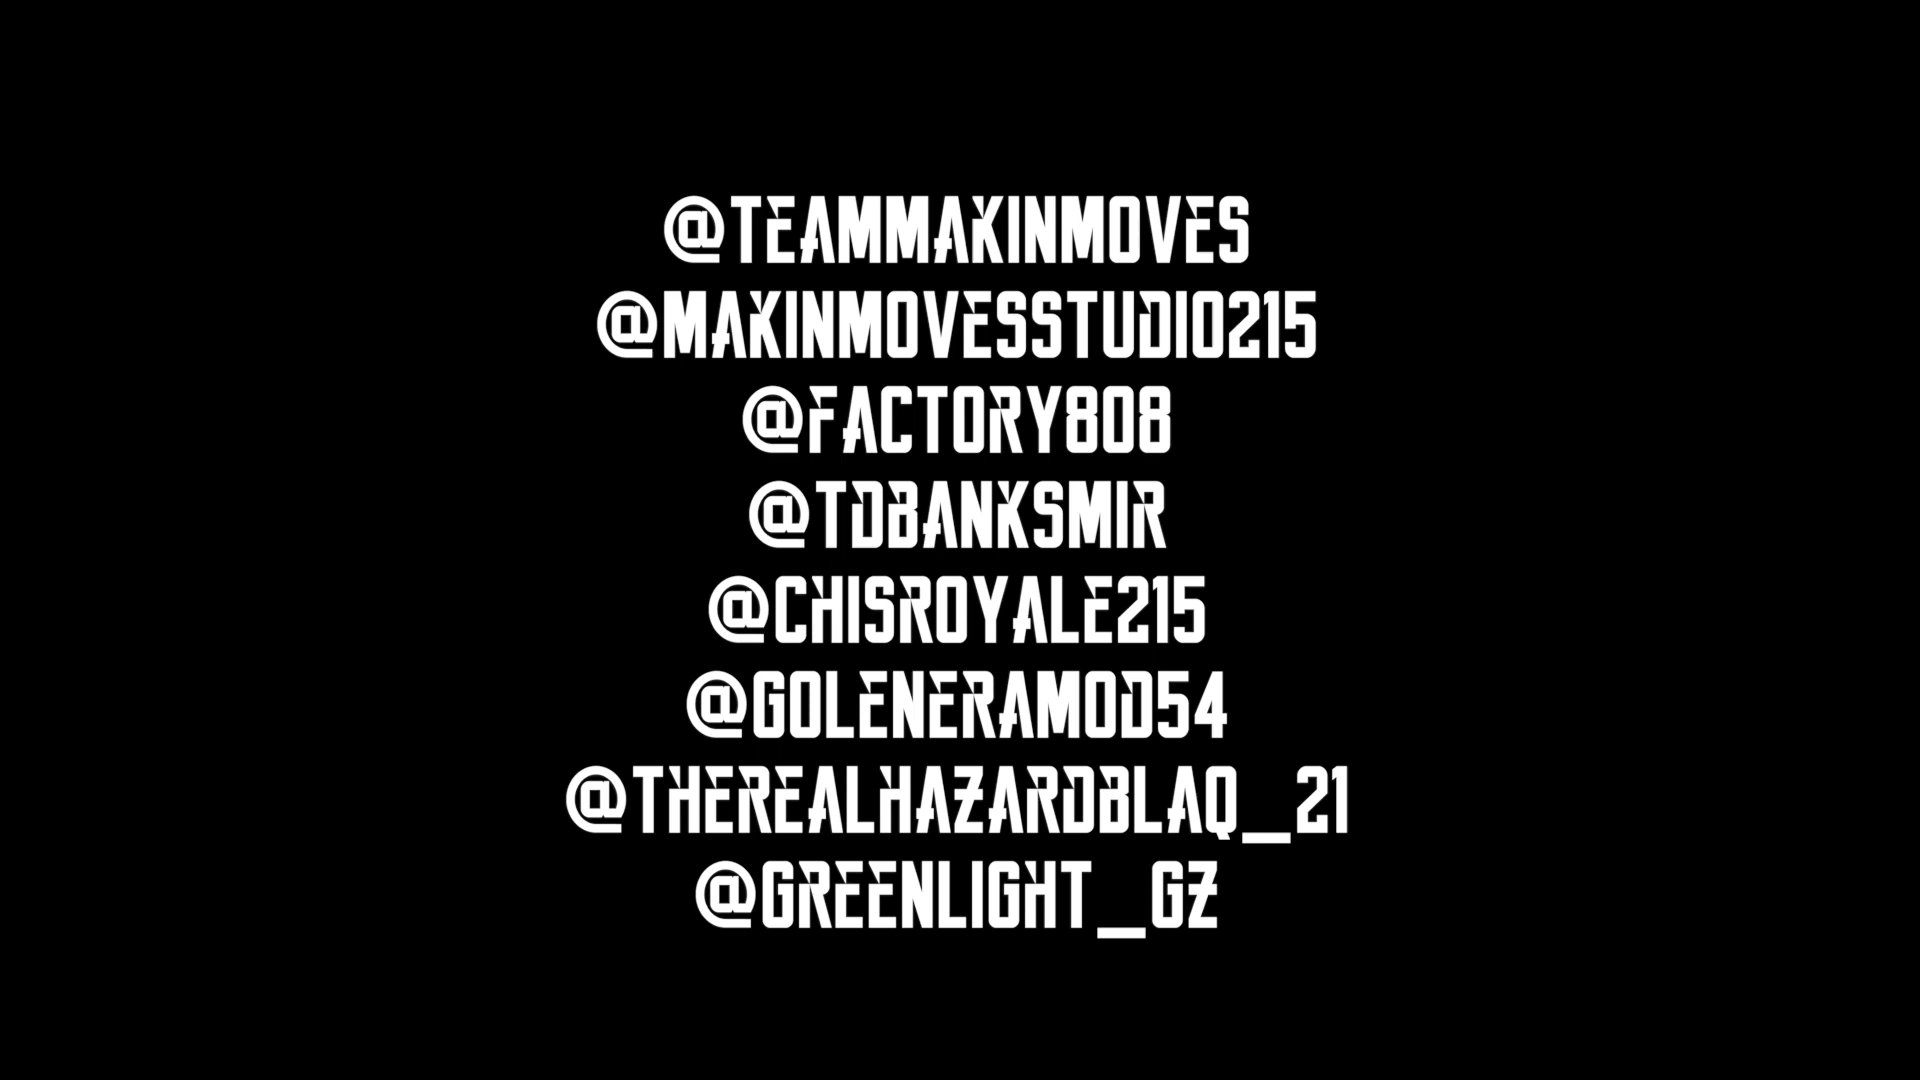 @TEAMMAKINMOVES
@MAKINMOVESSTUDIO215
@FACTORY808
@TDBANKSMIR
@CHISROYALE215
@GOLENERAMOD54
@THEREALHAZARDBLAQ_21
@GREENLIGHT_GZ